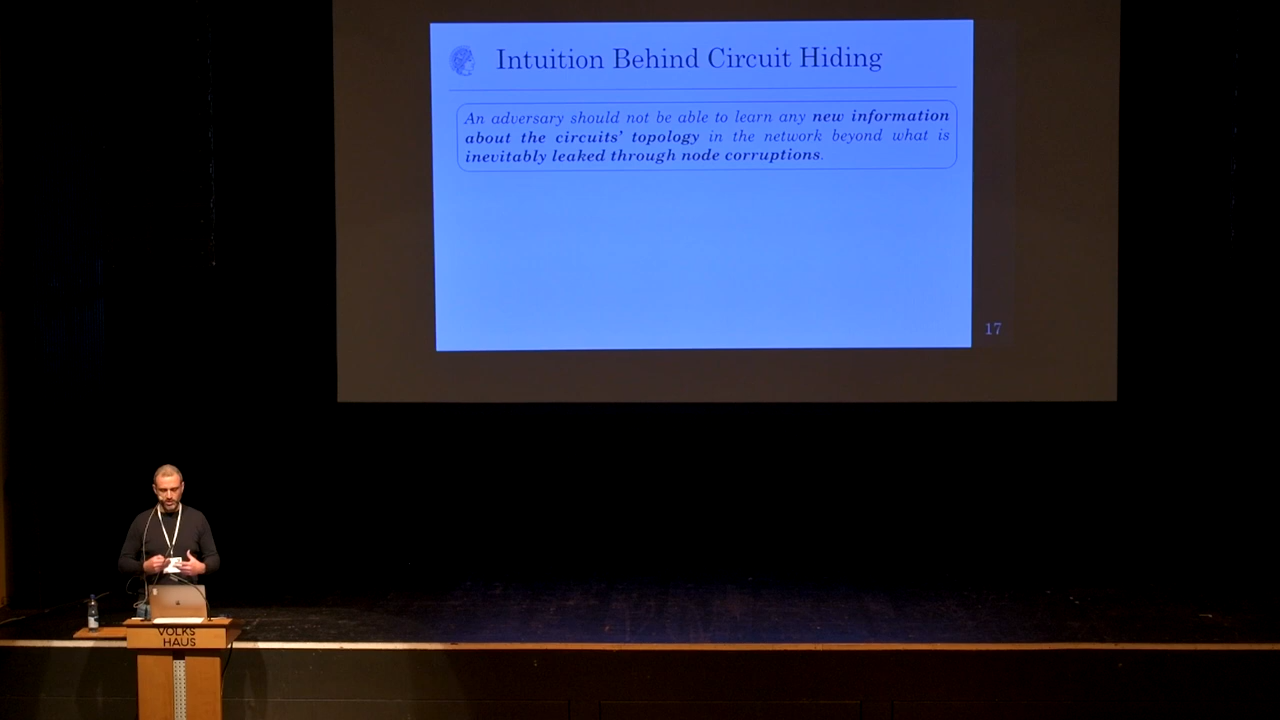 Intuition Behind Circuit Hiding
An adversary should not be able to learn any new information
about the circuits' topology in the network beyond what is
inevitably leaked through node corruptions.
17
VOLKS
HAUS